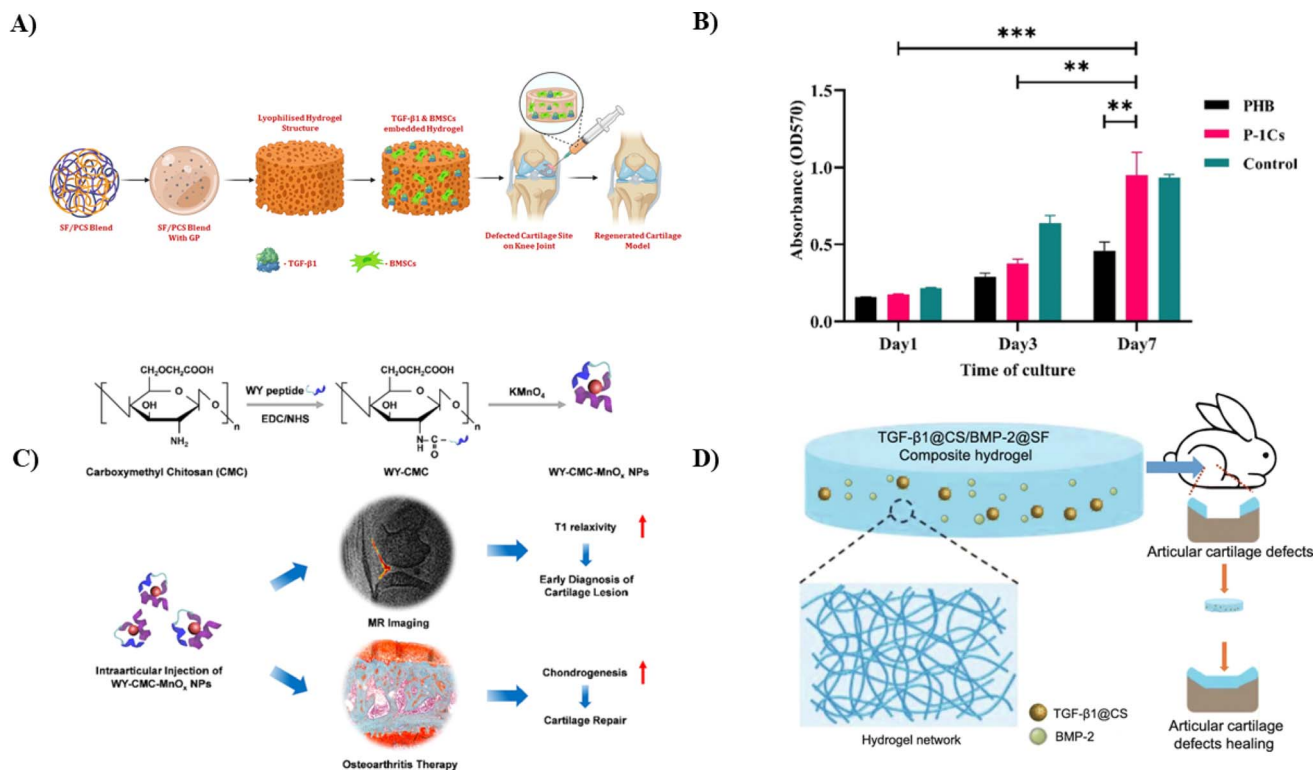 A)
Lyophilised Hydrogel
Structure
TGF-β1 & BMSCs
embedded Hydrogel
SF/PCS Blend
SF/PCS Blend
With GP
Defected Cartilage Site
on Knee Joint
Regenerated Cartilage
Model
- TGF-β1
- BMSCs
B)
***
**
**
Absorbance (OD570)
1.5
1.0
0.5
0.0
PHB
P-1Cs
Control
Day1
Day3
Day7
Time of culture
C)
C₆OCH₂COOH
O
OH
NH₂
O
n
Carboxymethyl Chitosan (CMC)
WY peptide
EDC/NHS
C₆OCH₂COOH
O
OH
O
n
N-C
H
O
WY-CMC
KMnO₄
WY-CMC-MnOₓ NPs
Intraarticular Injection of
WY-CMC-MnOₓ NPs
MR Imaging
T1 relaxivity
Early Diagnosis of
Cartilage Lesion
Osteoarthritis Therapy
Chondrogenesis
Cartilage Repair
D)
TGF-β1@CS/BMP-2@SF
Composite hydrogel
Hydrogel network
TGF-β1@CS
BMP-2
Articular cartilage defects
Articular cartilage
defects healing